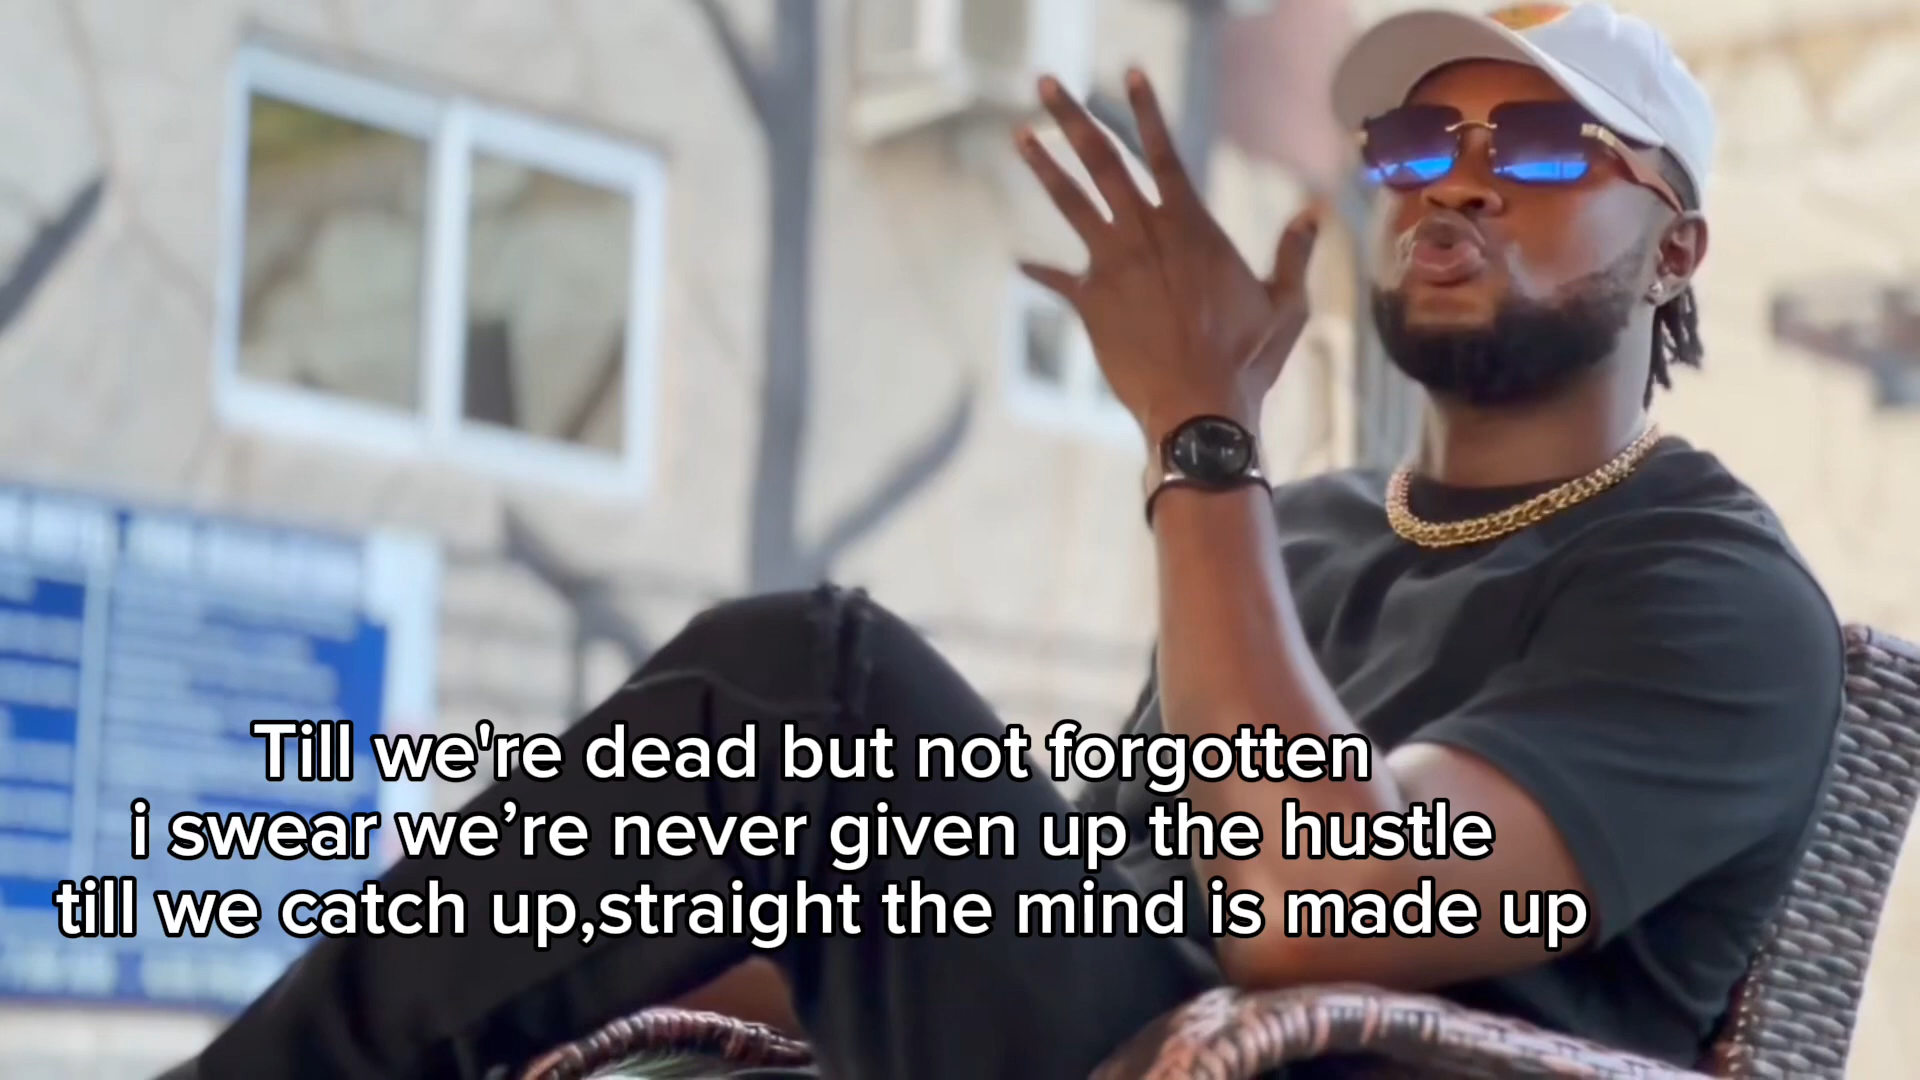 Till we're dead but not forgotten
i swear we’re never given up the hustle
till we catch up,straight the mind is made up